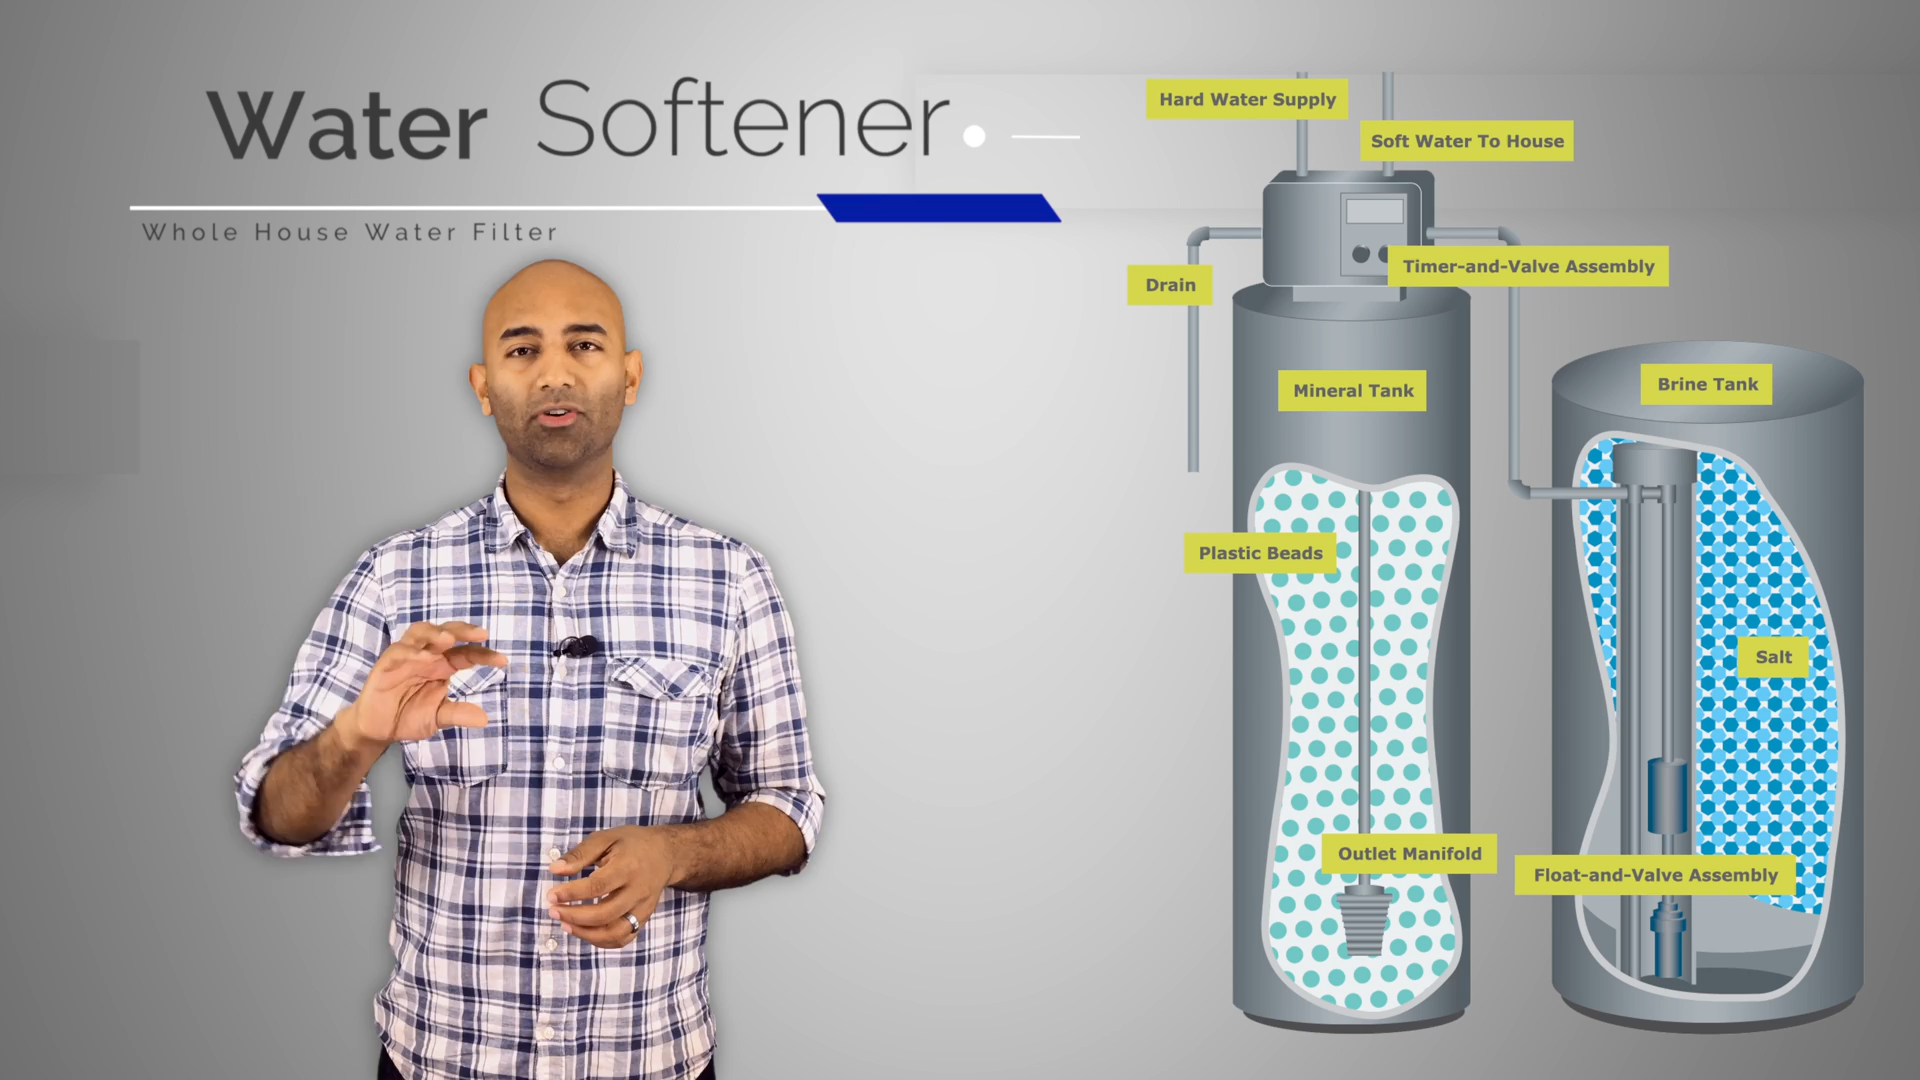 Water Softener
Whole House Water Filter
Hard Water Supply
Soft Water To House
Timer-and-Valve Assembly
Drain
Mineral Tank
Brine Tank
Plastic Beads
Salt
Outlet Manifold
Float-and-Valve Assembly